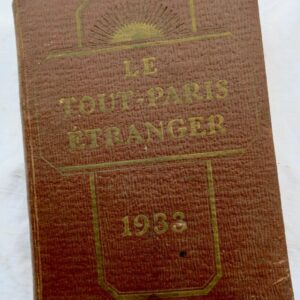 LE
TOUT-PARIS
ÉTRANGER
1933